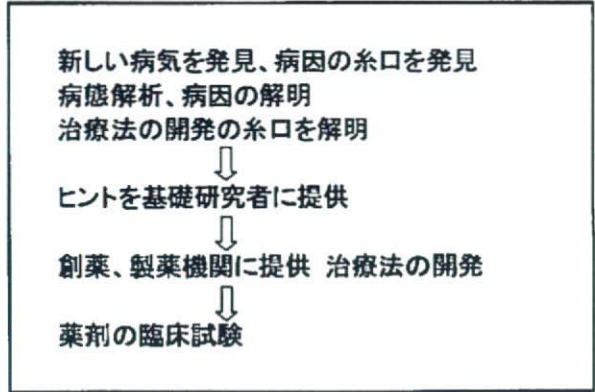 新しい病気を発見、病因の糸口を発見
病態解析、病因の解明
治療法の開発の糸口を解明
⇩
ヒントを基礎研究者に提供
⇩
創薬、製薬機関に提供 治療法の開発
⇩
薬剤の臨床試験